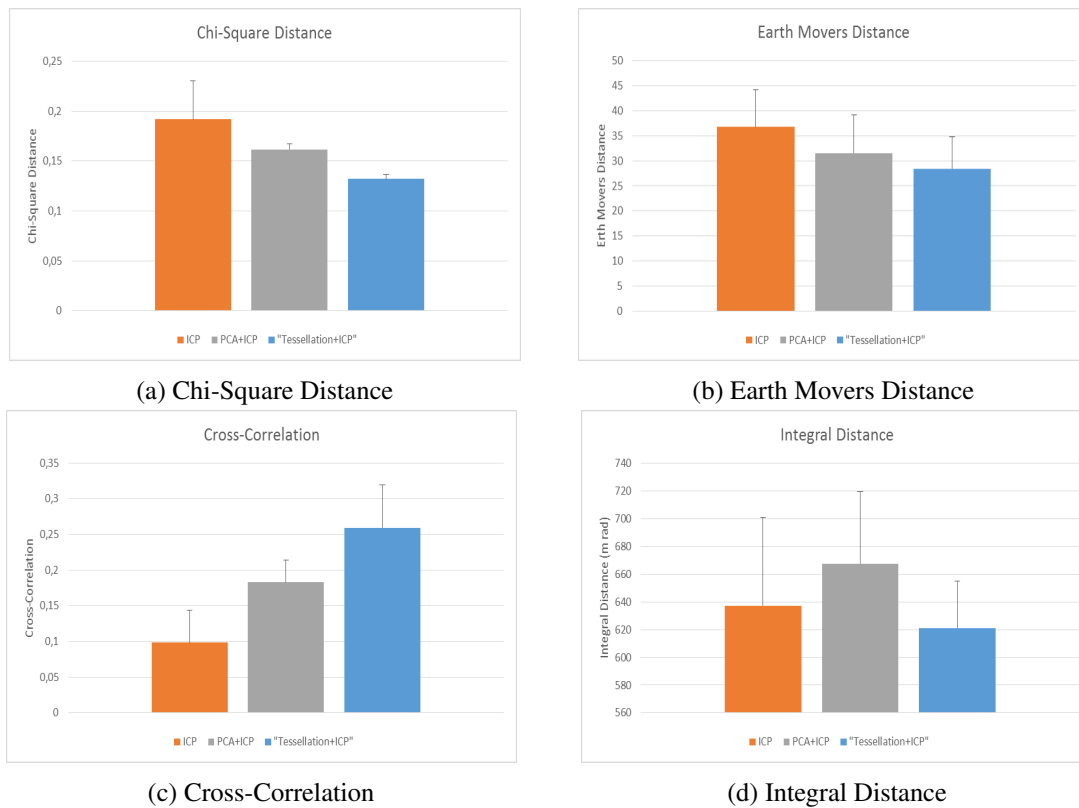 Chi-Square Distance
0,25
0,2
0,15
0,1
0,05
0
Chi-Square Distance
ICP PCA+ICP "Tessellation+ICP"
(a) Chi-Square Distance
Earth Movers Distance
50
45
40
35
30
25
20
15
10
5
0
Erth Movers Distance
ICP PCA+ICP "Tessellation+ICP"
(b) Earth Movers Distance
Cross-Correlation
0,35
0,3
0,25
0,2
0,15
0,1
0,05
0
Cross-Correlation
ICP PCA+ICP "Tessellation+ICP"
(c) Cross-Correlation
Integral Distance
740
720
700
680
660
640
620
600
580
560
Integral Distance (m rad)
ICP PCA+ICP "Tessellation+ICP"
(d) Integral Distance